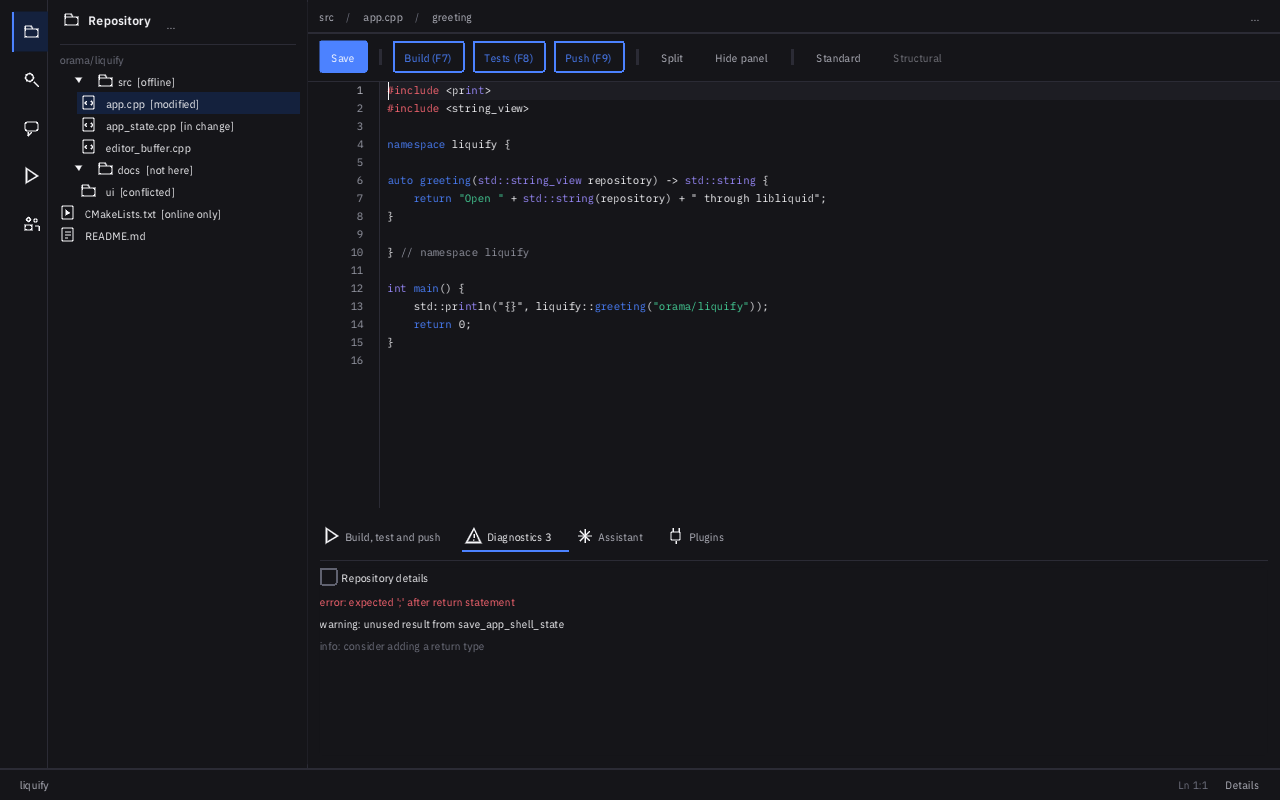 Repository ...
orama/liquify
src [offline]
app.cpp [modified]
app_state.cpp [in change]
editor_buffer.cpp
docs [not here]
ui [conflicted]
CMakeLists.txt [online only]
README.md
src / app.cpp / greeting ...
Save Build (F7) Tests (F8) Push (F9) Split Hide panel Standard Structural
1 #include <print>
2 #include <string_view>
3
4 namespace liquify {
5
6 auto greeting(std::string_view repository) -> std::string {
7     return "Open " + std::string(repository) + " through libliquid";
8 }
9
10 } // namespace liquify
11
12 int main() {
13     std::println("{}", liquify::greeting("orama/liquify"));
14     return 0;
15 }
16
Build, test and push Diagnostics 3 Assistant Plugins
Repository details
error: expected ';' after return statement
warning: unused result from save_app_shell_state
info: consider adding a return type
liquify Ln 1:1 Details